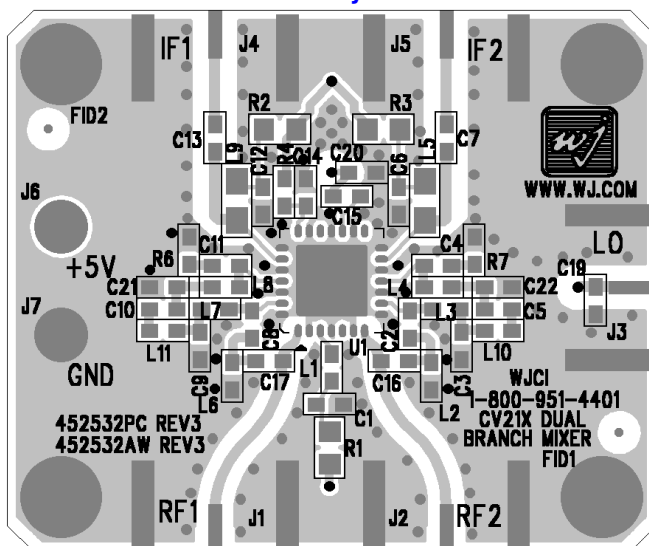 IF1
J4
J5
IF2
FID2
R2
R3
C13
C7
L9
C12
R4
C14
C20
C6
L5
wj
WWW.WJ.COM
C15
J6
+5V
LO
R6
C11
C4
R7
C19
C21
L8
L4
C22
C10
L7
L3
C5
J7
J3
L11
C8
C2
U1
L10
GND
C9
L6
C17
L1
C16
L2
C3
WJCI
1-800-951-4401
CV21X DUAL
BRANCH MIXER
FID1
C1
452532PC REV3
452532AW REV3
R1
RF1
J1
J2
RF2